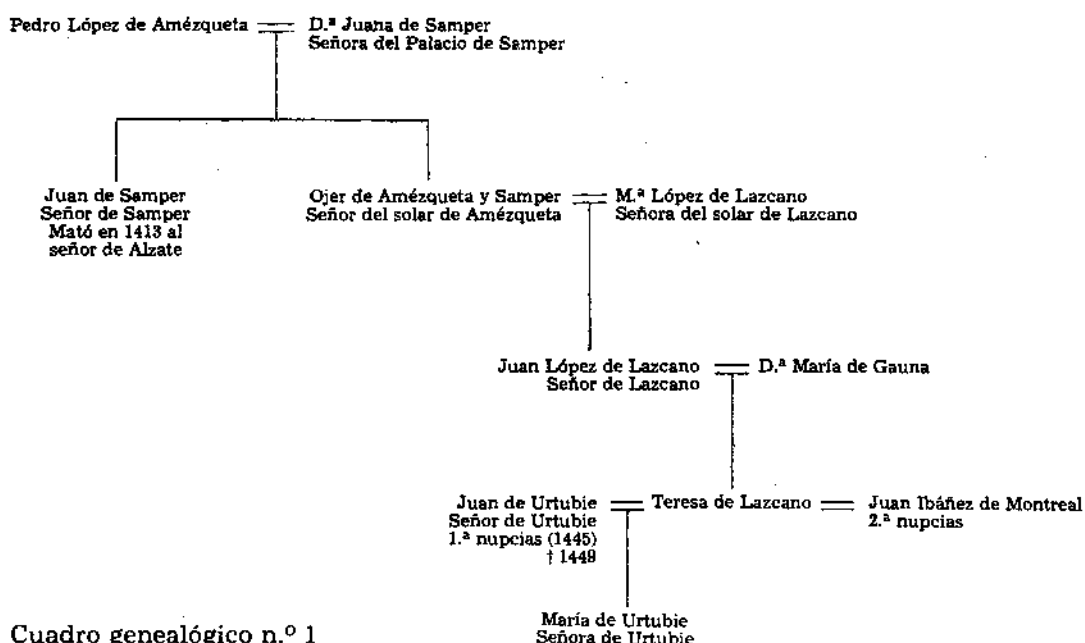 Pedro López de Amézqueta
D.ª Juana de Samper
Señora del Palacio de Samper
Juan de Samper
Señor de Samper
Mató en 1413 al
señor de Alzate
Ojer de Amézqueta y Samper
Señor del solar de Amézqueta
M.ª López de Lazcano
Señora del solar de Lazcano
Juan López de Lazcano
Señor de Lazcano
D.ª María de Gauna
Juan de Urtubie
Señor de Urtubie
1.ª nupcias (1445)
† 1449
Teresa de Lazcano
Juan Ibáñez de Montreal
2.ª nupcias
María de Urtubie
Señora de Urtubie
Cuadro genealógico n.º 1